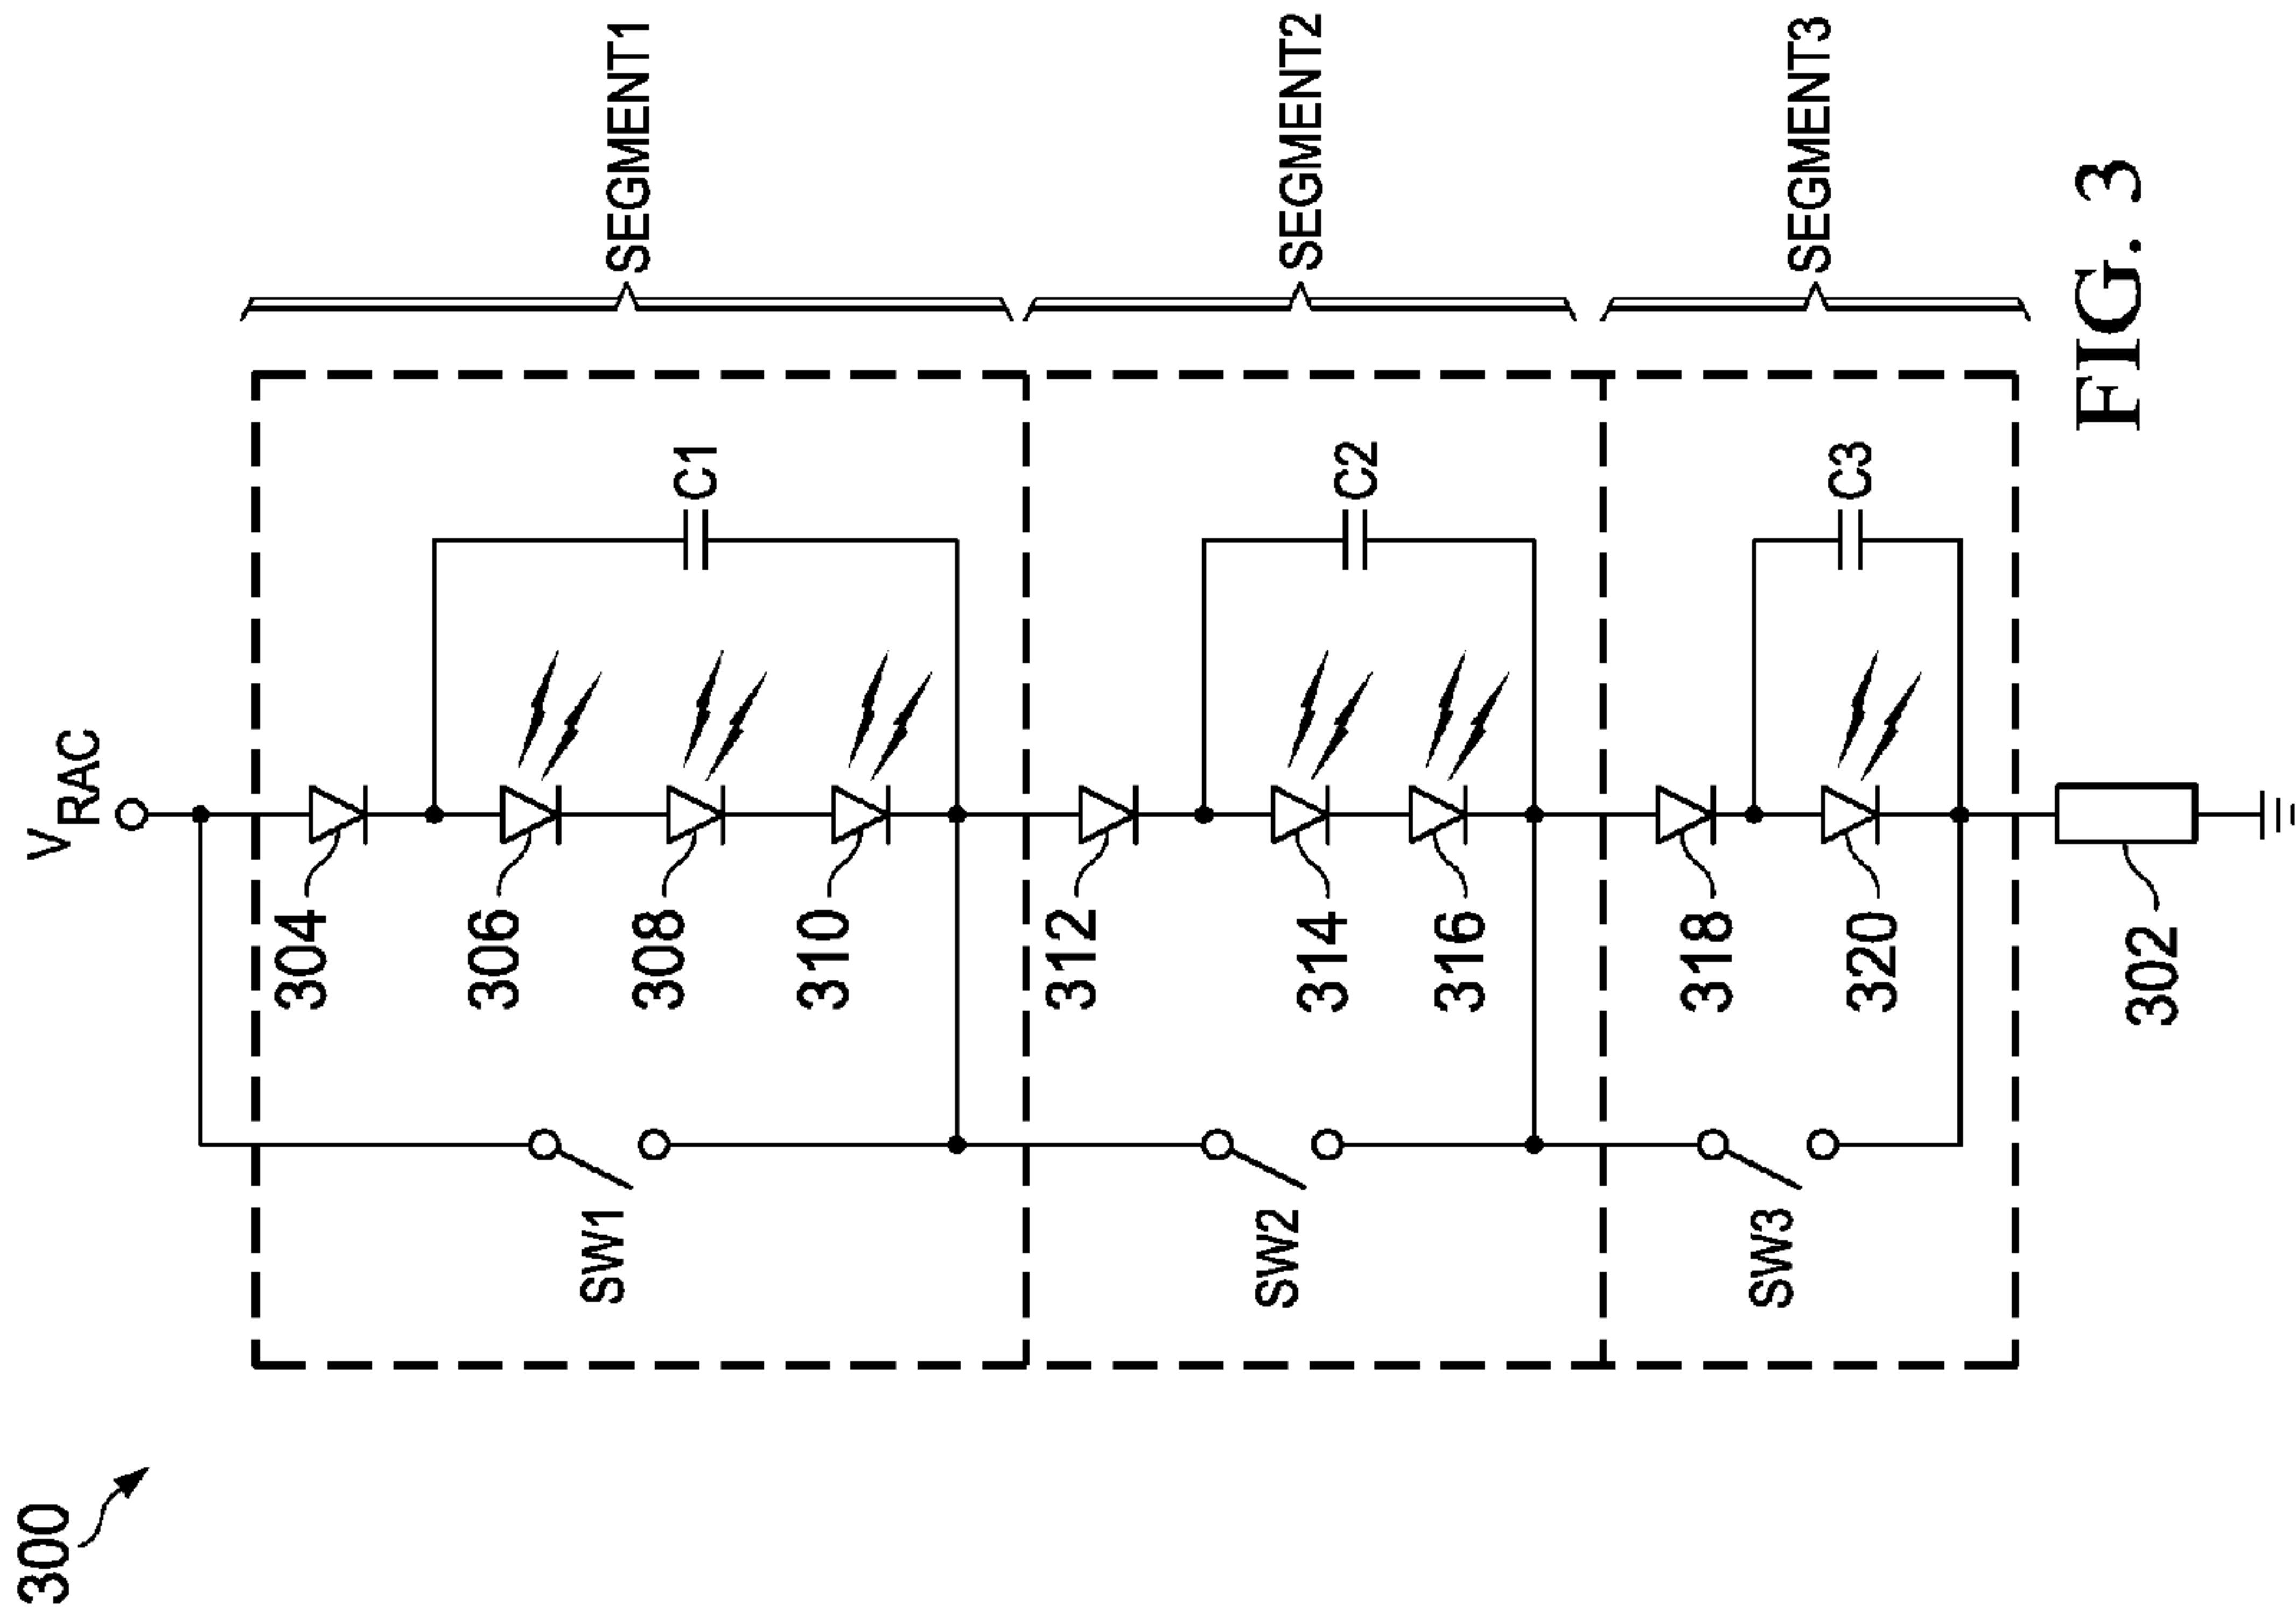 300
V RAC
304
306
308
310
312
314
316
318
320
302
SW1
SW2
SW3
C1
C2
C3
SEGMENT1
SEGMENT2
SEGMENT3
FIG. 3